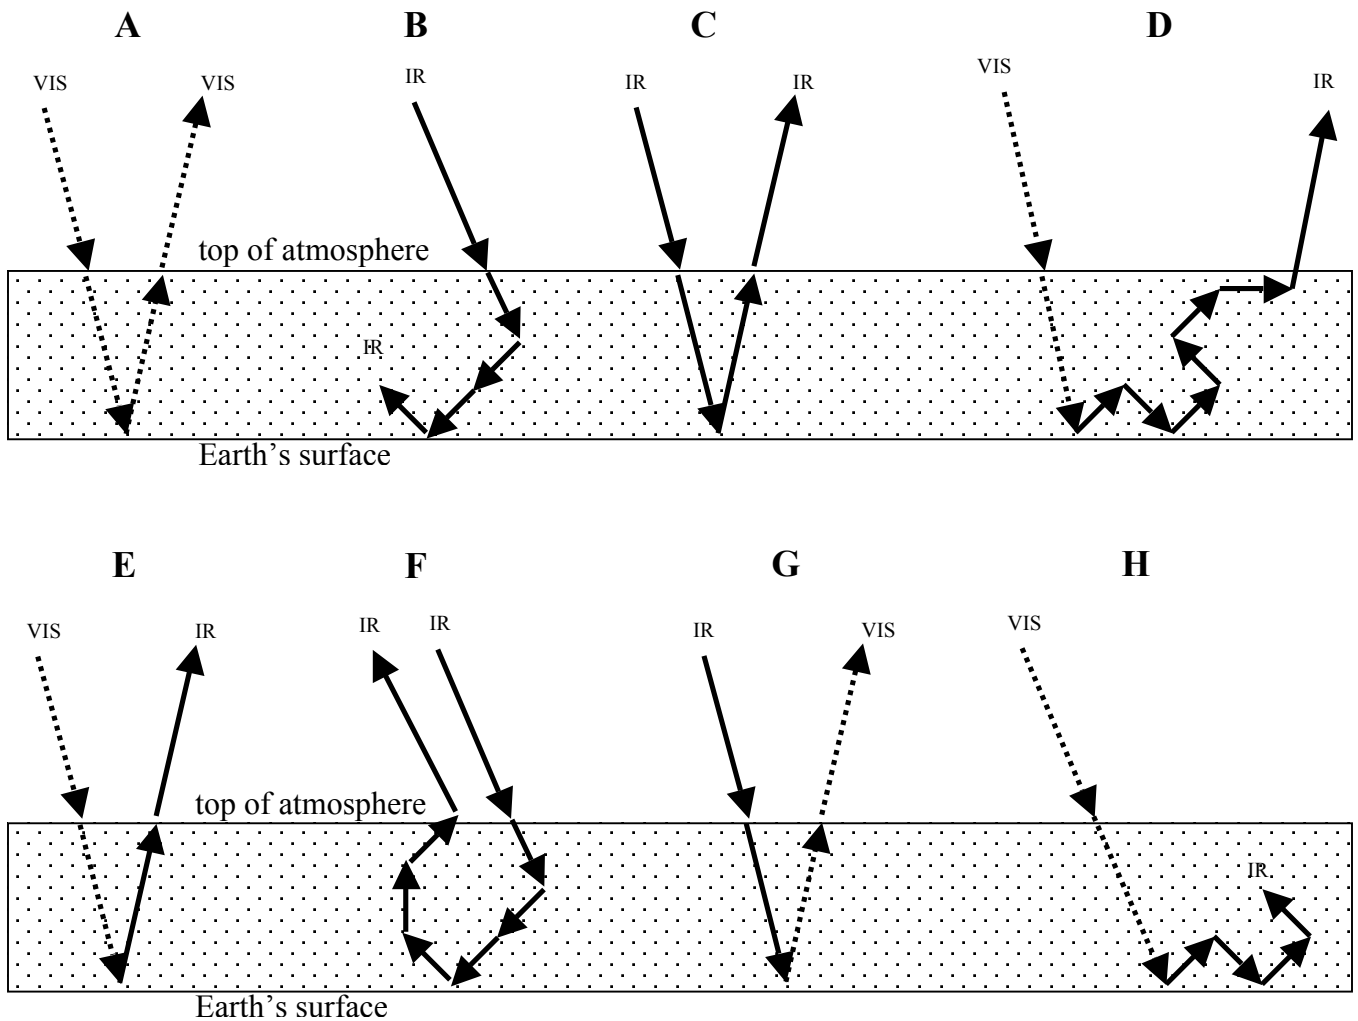 A B C D
VIS VIS IR IR IR VIS IR
top of atmosphere
IR
Earth's surface
E F G H
VIS IR IR IR IR VIS VIS
top of atmosphere
IR
Earth's surface